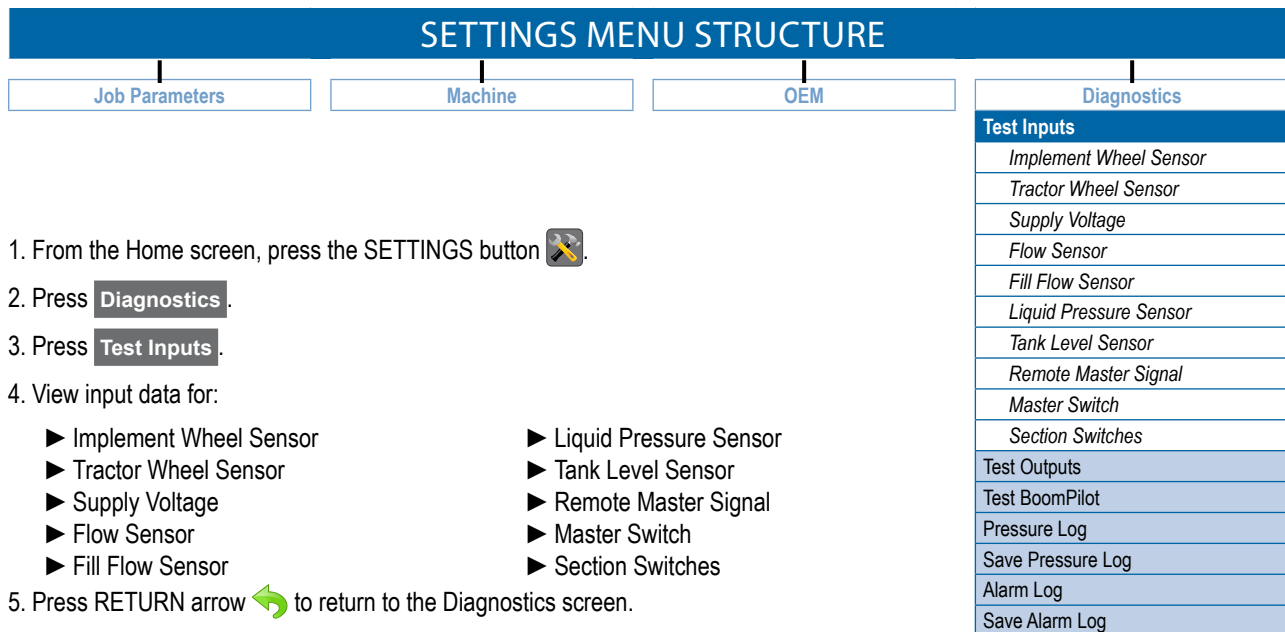 SETTINGS MENU STRUCTURE
Job Parameters
Machine
OEM
Diagnostics
Test Inputs
Implement Wheel Sensor
Tractor Wheel Sensor
Supply Voltage
Flow Sensor
Fill Flow Sensor
Liquid Pressure Sensor
Tank Level Sensor
Remote Master Signal
Master Switch
Section Switches
Test Outputs
Test BoomPilot
Pressure Log
Save Pressure Log
Alarm Log
Save Alarm Log
1. From the Home screen, press the SETTINGS button .
2. Press Diagnostics .
3. Press Test Inputs .
4. View input data for:
► Implement Wheel Sensor
► Tractor Wheel Sensor
► Supply Voltage
► Flow Sensor
► Fill Flow Sensor
► Liquid Pressure Sensor
► Tank Level Sensor
► Remote Master Signal
► Master Switch
► Section Switches
5. Press RETURN arrow to return to the Diagnostics screen.